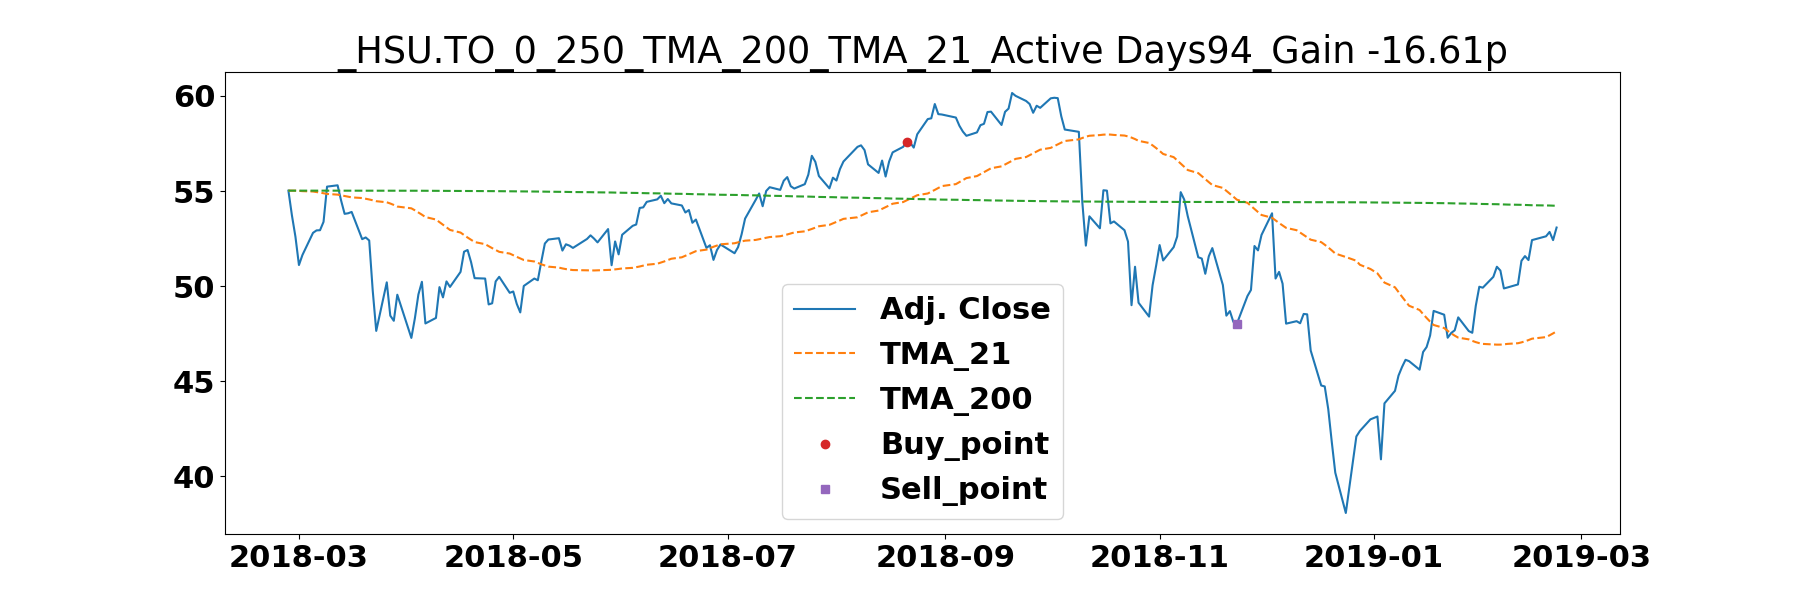 _HSU.TO_0_250_TMA_200_TMA_21_Active Days94_Gain -16.61p
60
55
50
45
40
Adj. Close
TMA_21
TMA_200
Buy_point
Sell_point
2018-03 2018-05 2018-07 2018-09 2018-11 2019-01 2019-03